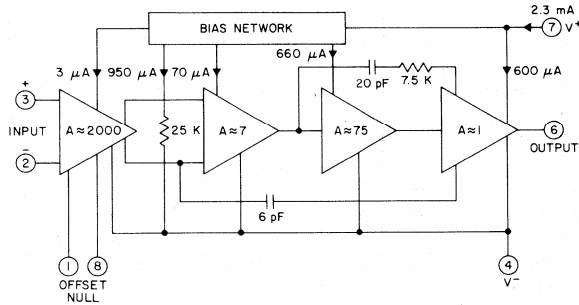 2.3 mA
BIAS NETWORK
7 V+
3 μA 950 μA 70 μA 660 μA 600 μA
20 pF 7.5 K
+
3
INPUT
A≈2000
25 K
A≈7
A≈75
A≈1
6
OUTPUT
−
2
6 pF
1 8
OFFSET
NULL
4
V−